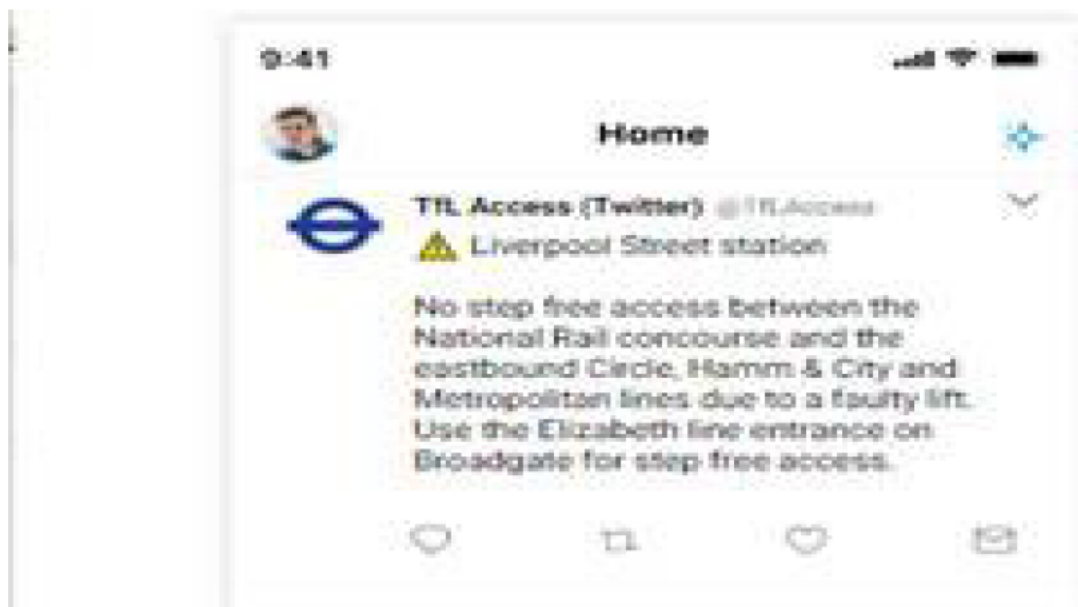 9:41
Home
TfL Access (Twitter) @TfLAccess
Liverpool Street station
No step free access between the
National Rail concourse and the
eastbound Circle, Hamm & City and
Metropolitan lines due to a faulty lift.
Use the Elizabeth line entrance on
Broadgate for step free access.